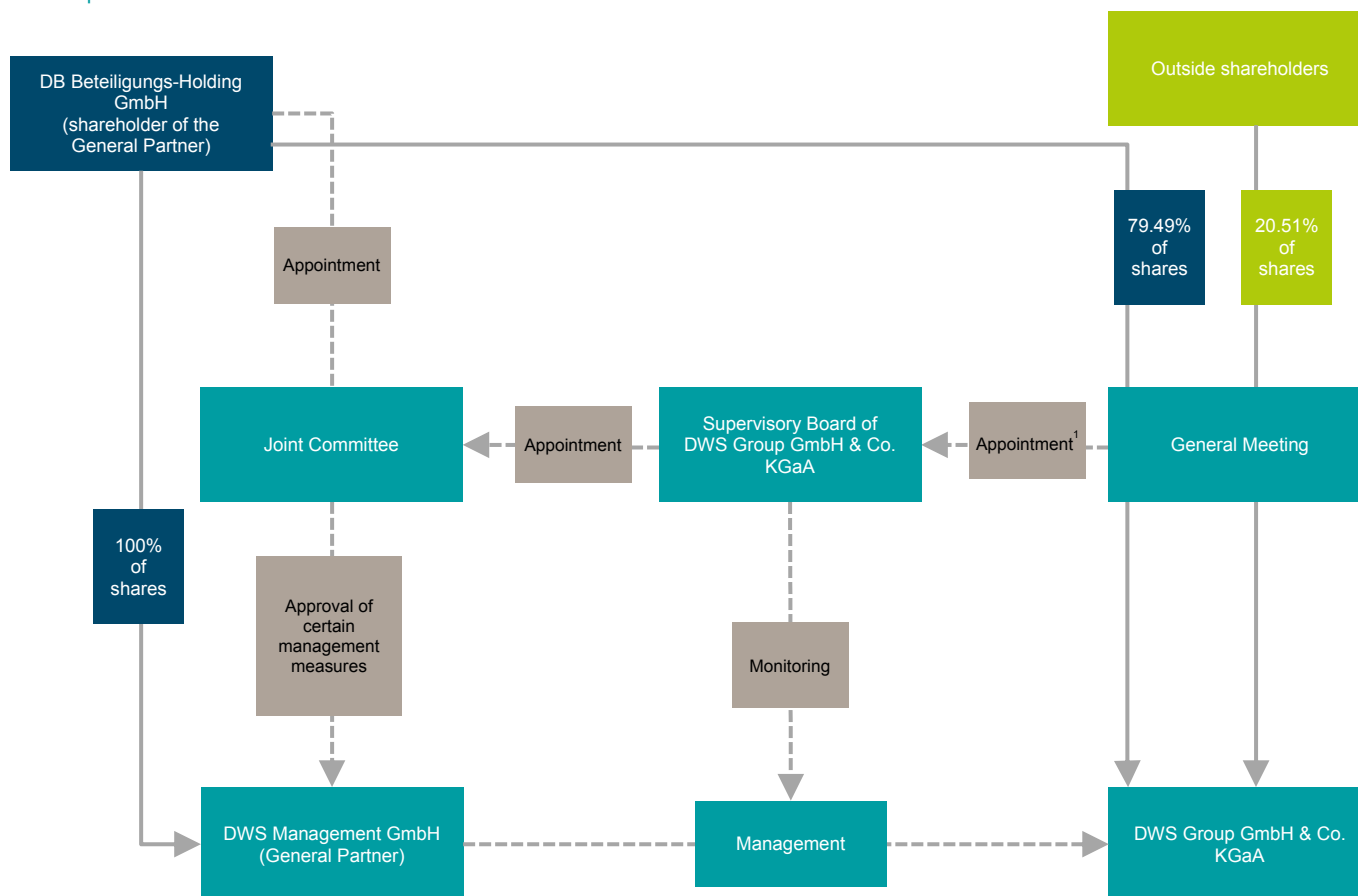 DB Beteiligungs-Holding
GmbH
(shareholder of the
General Partner)
Outside shareholders
79.49%
of
shares
20.51%
of
shares
Appointment
Joint Committee
Appointment
Supervisory Board of
DWS Group GmbH & Co.
KGaA
Appointment¹
General Meeting
100%
of
shares
Approval of
certain
management
measures
Monitoring
DWS Management GmbH
(General Partner)
Management
DWS Group GmbH & Co.
KGaA